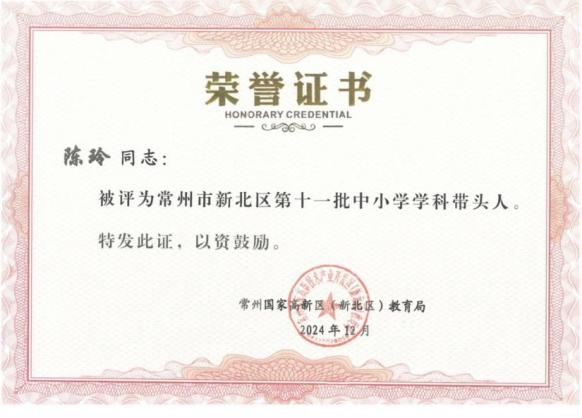 荣誉证书
HONORARY CREDENTIAL
陈玲 同志：
被评为常州市新北区第十一批中小学学科带头人。
特发此证，以资鼓励。
常州国家高新区（新北区）教育局
2024年12月